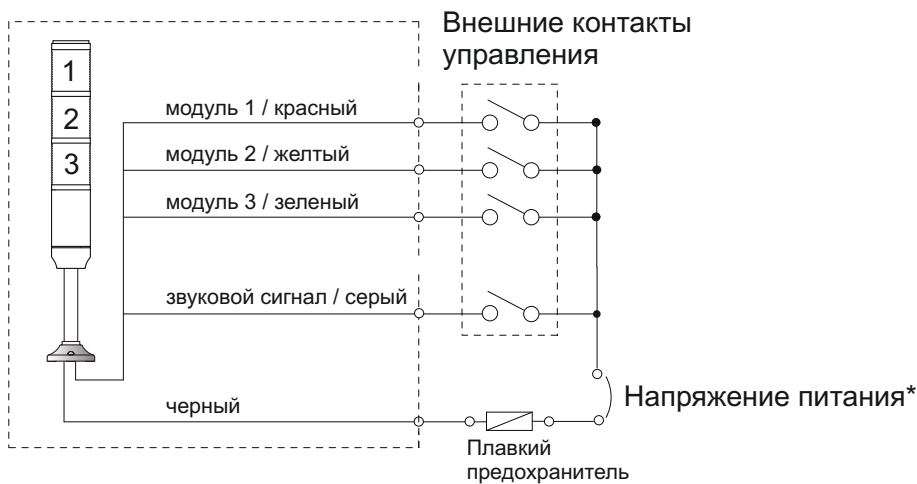 Внешние контакты
управления
1
2
3
модуль 1 / красный
модуль 2 / желтый
модуль 3 / зеленый
звуковой сигнал / серый
черный
Напряжение питания*
Плавкий
предохранитель